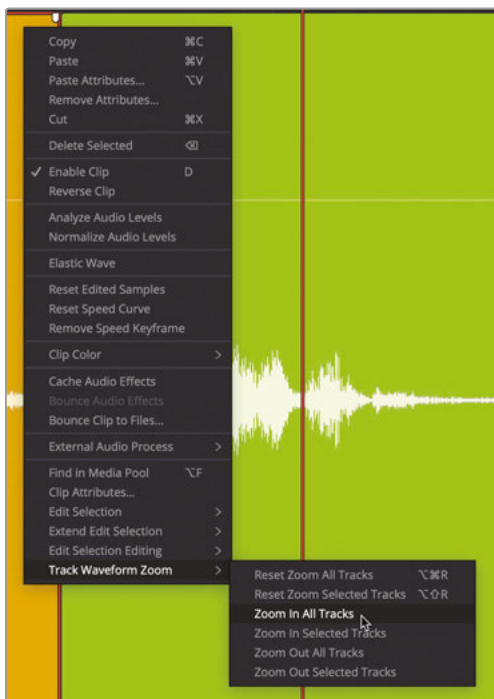 Copy ⌘C
Paste ⌘V
Paste Attributes... ⌥V
Remove Attributes...
Cut ⌘X
Delete Selected ⌫
✓ Enable Clip D
Reverse Clip
Analyze Audio Levels
Normalize Audio Levels
Elastic Wave
Reset Edited Samples
Reset Speed Curve
Remove Speed Keyframe
Clip Color >
Cache Audio Effects
Bounce Audio Effects
Bounce Clip to Files...
External Audio Process >
Find in Media Pool ⌥F
Clip Attributes...
Edit Selection >
Extend Edit Selection >
Edit Selection Editing >
Track Waveform Zoom >
Reset Zoom All Tracks ⌥⌘R
Reset Zoom Selected Tracks ⌥⇧R
Zoom In All Tracks
Zoom In Selected Tracks
Zoom Out All Tracks
Zoom Out Selected Tracks